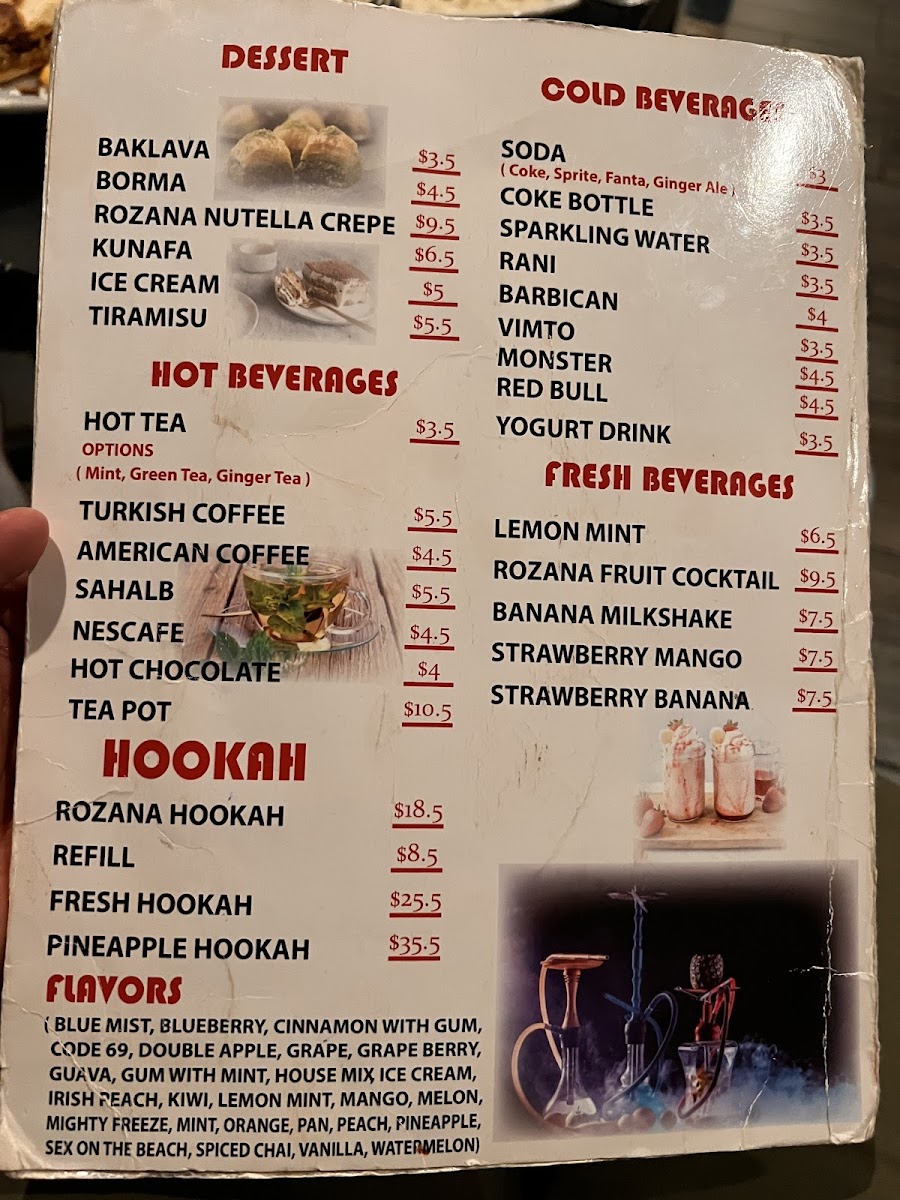 DESSERT
BAKLAVA $3.5
BORMA $4.5
ROZANA NUTELLA CREPE $9.5
KUNAFA $6.5
ICE CREAM $5
TIRAMISU $5.5
HOT BEVERAGES
HOT TEA $3.5
OPTIONS
( Mint, Green Tea, Ginger Tea )
TURKISH COFFEE $5.5
AMERICAN COFFEE $4.5
SAHALB $5.5
NESCAFE $4.5
HOT CHOCOLATE $4
TEA POT $10.5
HOOKAH
ROZANA HOOKAH $18.5
REFILL $8.5
FRESH HOOKAH $25.5
PINEAPPLE HOOKAH $35.5
FLAVORS
( BLUE MIST, BLUEBERRY, CINNAMON WITH GUM,
CODE 69, DOUBLE APPLE, GRAPE, GRAPE BERRY,
GUAVA, GUM WITH MINT, HOUSE MIX, ICE CREAM,
IRISH PEACH, KIWI, LEMON MINT, MANGO, MELON,
MIGHTY FREEZE, MINT, ORANGE, PAN, PEACH, PINEAPPLE,
SEX ON THE BEACH, SPICED CHAI, VANILLA, WATERMELON)
COLD BEVERAGES
SODA $3
( Coke, Sprite, Fanta, Ginger Ale )
COKE BOTTLE $3.5
SPARKLING WATER $3.5
RANI $3.5
BARBICAN $4
VIMTO $3.5
MONSTER $4.5
RED BULL $4.5
YOGURT DRINK $3.5
FRESH BEVERAGES
LEMON MINT $6.5
ROZANA FRUIT COCKTAIL $9.5
BANANA MILKSHAKE $7.5
STRAWBERRY MANGO $7.5
STRAWBERRY BANANA $7.5